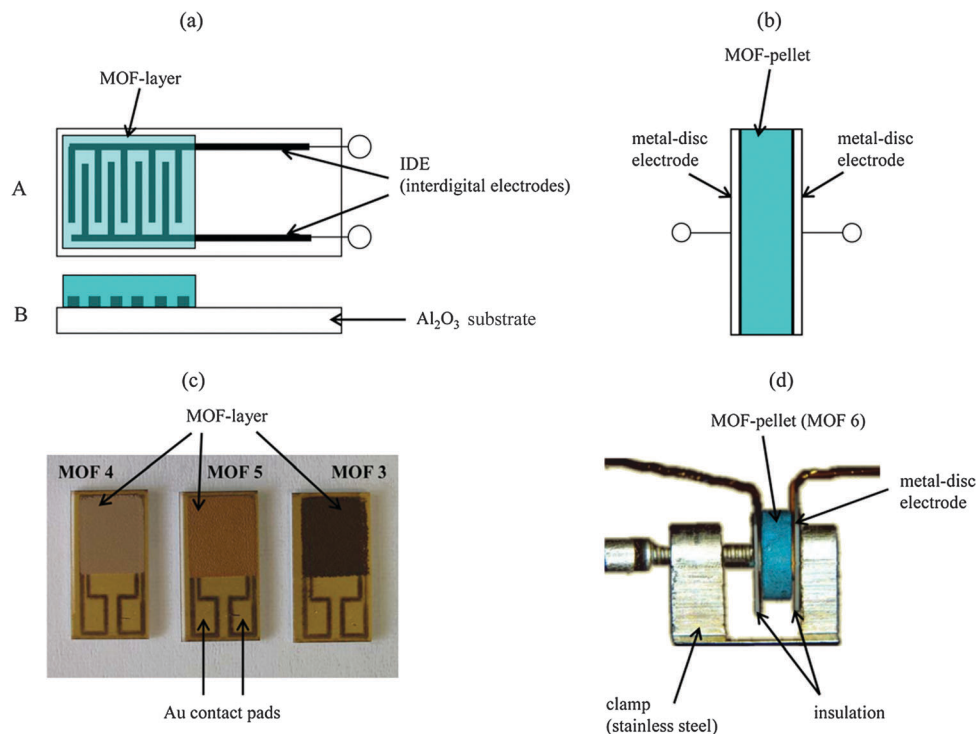 (a)
MOF-layer
A
IDE
(interdigital electrodes)
B
Al₂O₃ substrate
(b)
MOF-pellet
metal-disc
electrode
metal-disc
electrode
(c)
MOF-layer
MOF 4
MOF 5
MOF 3
Au contact pads
(d)
MOF-pellet (MOF 6)
metal-disc
electrode
clamp
(stainless steel)
insulation